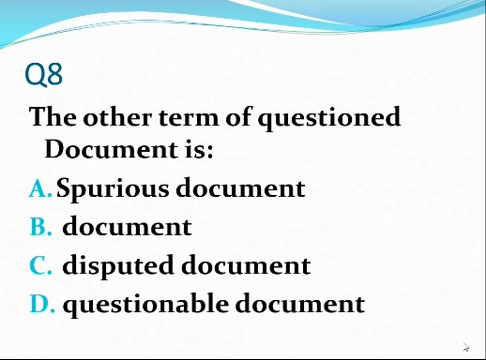 Q8
The other term of questioned
Document is:
A. Spurious document
B. document
C. disputed document
D. questionable document